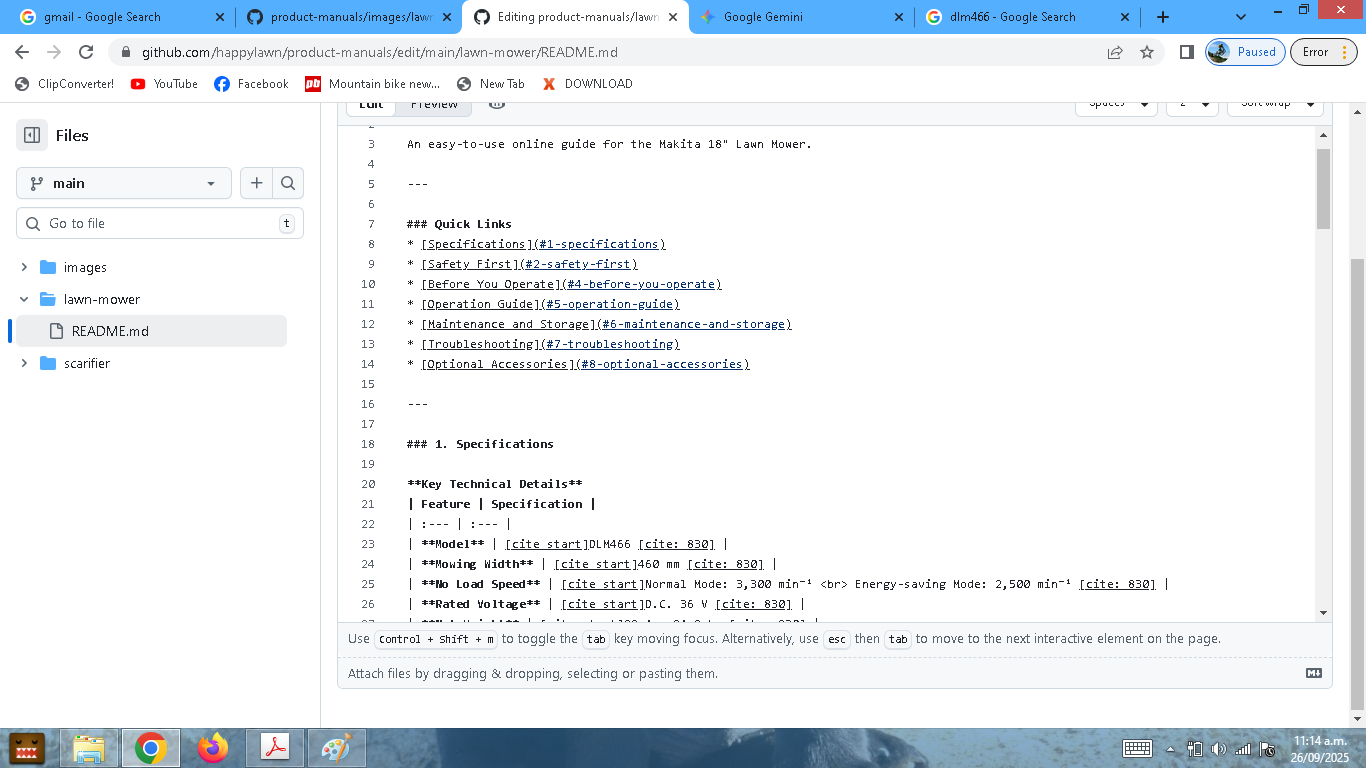 gmail - Google Search
product-manuals/images/lawn
Editing product-manuals/lawn
Google Gemini
dlm466 - Google Search
github.com/happylawn/product-manuals/edit/main/lawn-mower/README.md
Paused
Error
ClipConverter!
YouTube
Facebook
Mountain bike new...
New Tab
DOWNLOAD
Files
main
Go to file
t
images
lawn-mower
README.md
scarifier
Edit
Preview
Spaces
2
Soft wrap
2
3 An easy-to-use online guide for the Makita 18" Lawn Mower.
4
5 ---
6
7 ### Quick Links
8 * [Specifications](#1-specifications)
9 * [Safety First](#2-safety-first)
10 * [Before You Operate](#4-before-you-operate)
11 * [Operation Guide](#5-operation-guide)
12 * [Maintenance and Storage](#6-maintenance-and-storage)
13 * [Troubleshooting](#7-troubleshooting)
14 * [Optional Accessories](#8-optional-accessories)
15
16 ---
17
18 ### 1. Specifications
19
20 **Key Technical Details**
21 | Feature | Specification |
22 | :--- | :--- |
23 | **Model** | [cite_start]DLM466 [cite: 830] |
24 | **Mowing Width** | [cite_start]460 mm [cite: 830] |
25 | **No Load Speed** | [cite_start]Normal Mode: 3,300 min⁻¹ <br> Energy-saving Mode: 2,500 min⁻¹ [cite: 830] |
26 | **Rated Voltage** | [cite_start]D.C. 36 V [cite: 830] |
Use Control + Shift + m to toggle the tab key moving focus. Alternatively, use esc then tab to move to the next interactive element on the page.
Attach files by dragging & dropping, selecting or pasting them.
11:14 a.m.
26/09/2025